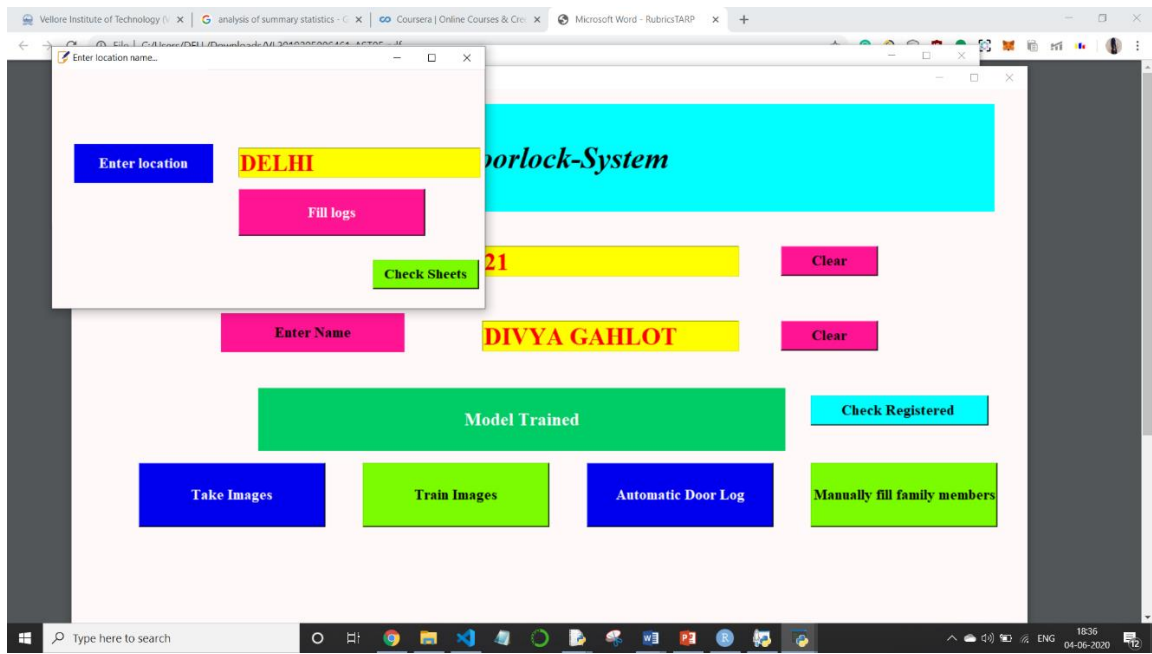 Vellore Institute of Technology (V
analysis of summary statistics - G
Coursera | Online Courses & Cre
Microsoft Word - RubricsTARP
Enter location name...
oorlock-System
Enter location
DELHI
Fill logs
Check Sheets
21
Clear
Enter Name
DIVYA GAHLOT
Clear
Model Trained
Check Registered
Take Images
Train Images
Automatic Door Log
Manually fill family members
Type here to search
ENG
18:36
04-06-2020